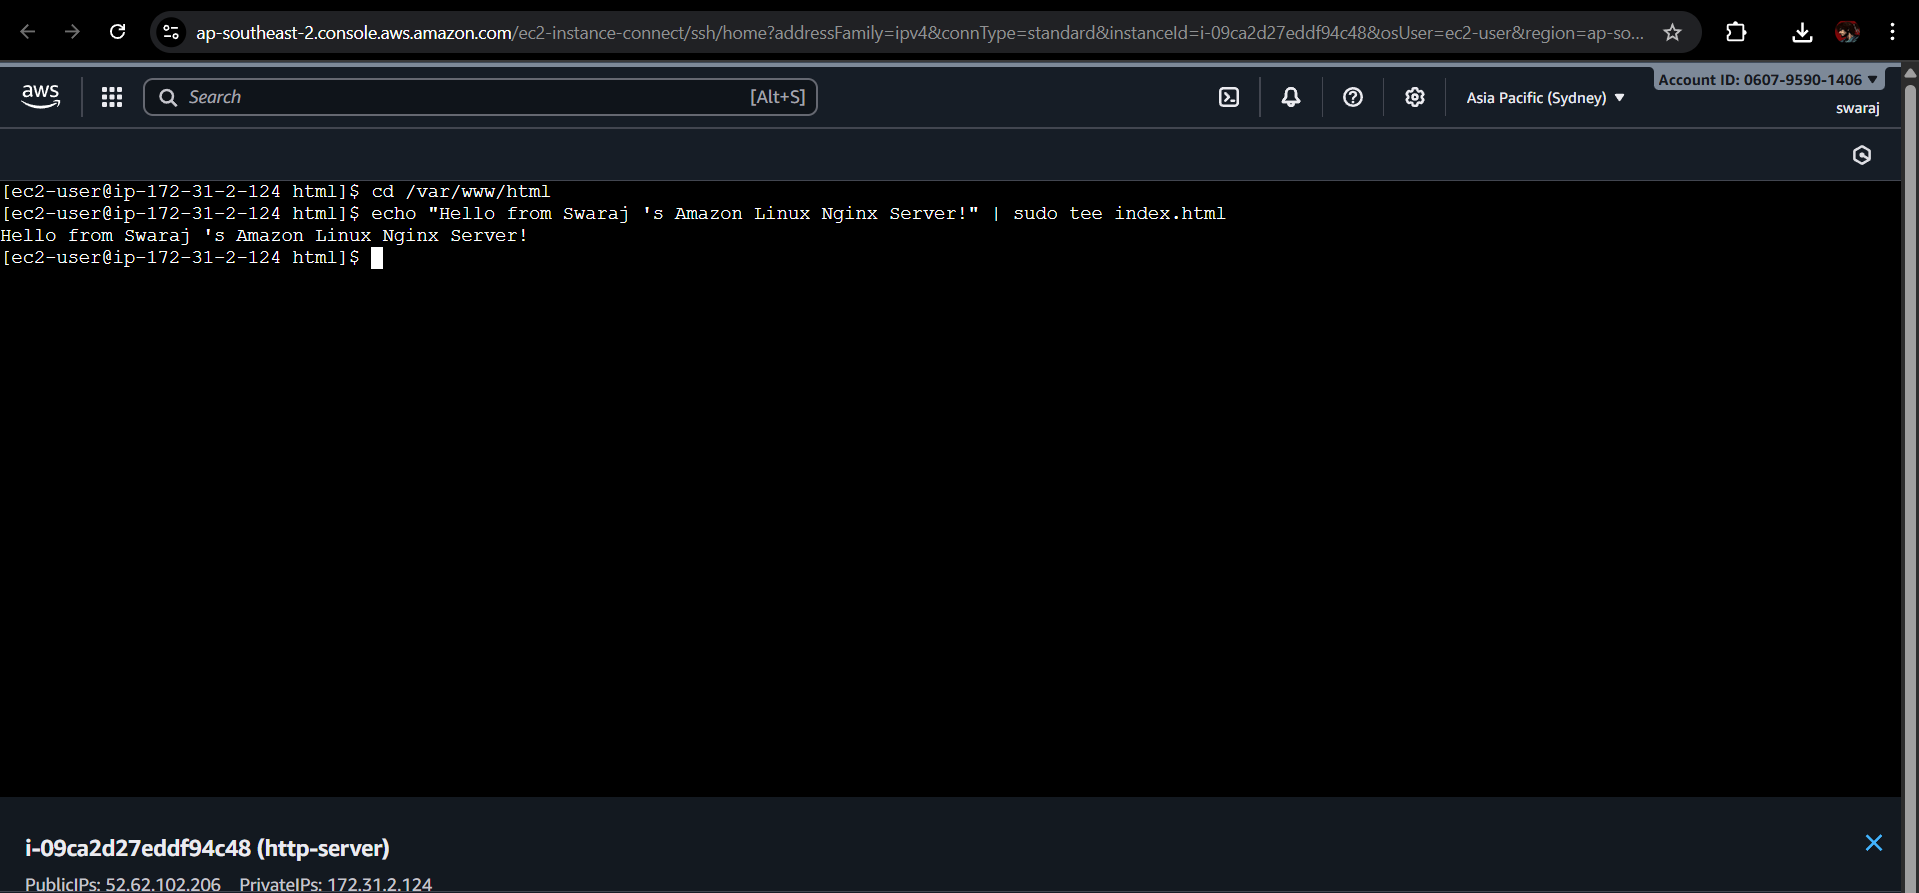 ap-southeast-2.console.aws.amazon.com/ec2-instance-connect/ssh/home?addressFamily=ipv4&connType=standard&instanceId=i-09ca2d27eddf94c48&osUser=ec2-user&region=ap-so...
aws
Search
[Alt+S]
Asia Pacific (Sydney)
Account ID: 0607-9590-1406
swaraj
[ec2-user@ip-172-31-2-124 html]$ cd /var/www/html
[ec2-user@ip-172-31-2-124 html]$ echo "Hello from Swaraj 's Amazon Linux Nginx Server!" | sudo tee index.html
Hello from Swaraj 's Amazon Linux Nginx Server!
[ec2-user@ip-172-31-2-124 html]$
i-09ca2d27eddf94c48 (http-server)
PublicIPs: 52.62.102.206 PrivateIPs: 172.31.2.124